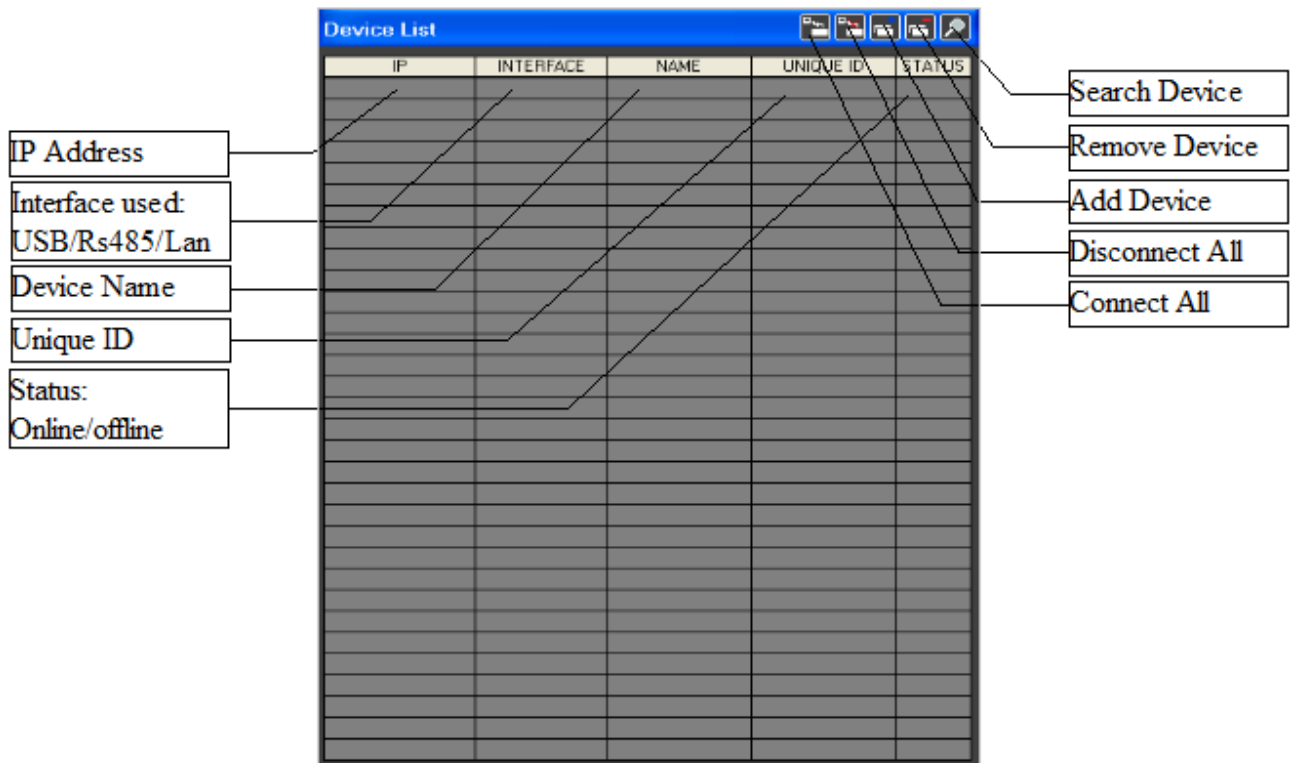 Device List
IP INTERFACE NAME UNIQUE ID STATUS
IP Address
Interface used:
USB/Rs485/Lan
Device Name
Unique ID
Status:
Online/offline
Search Device
Remove Device
Add Device
Disconnect All
Connect All